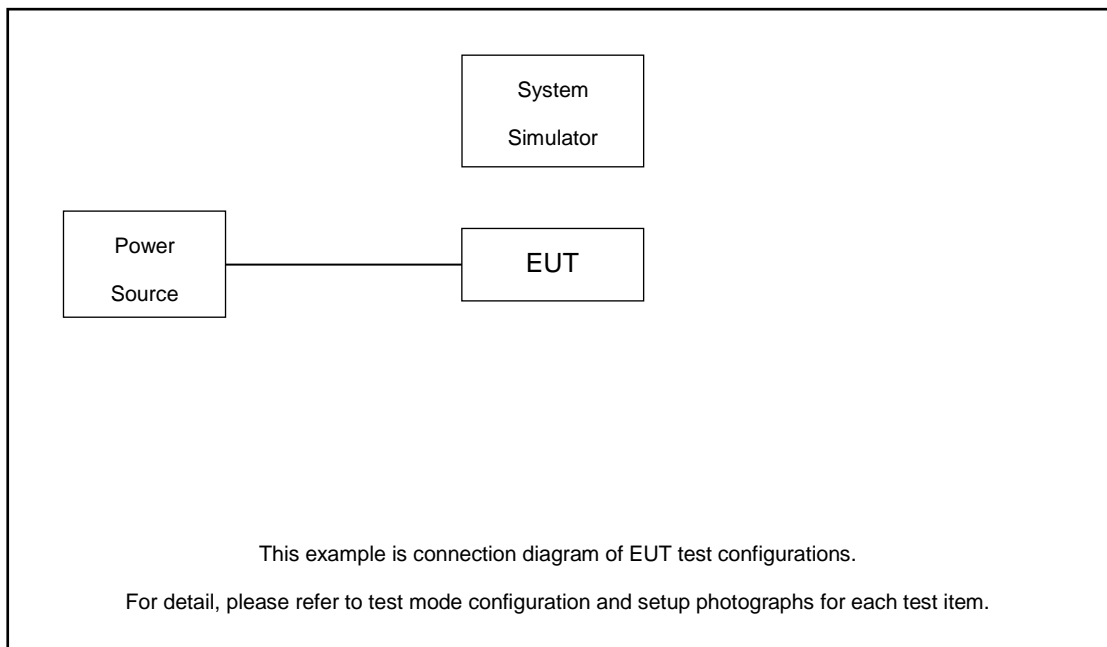 System
Simulator
Power
Source
EUT
This example is connection diagram of EUT test configurations.
For detail, please refer to test mode configuration and setup photographs for each test item.